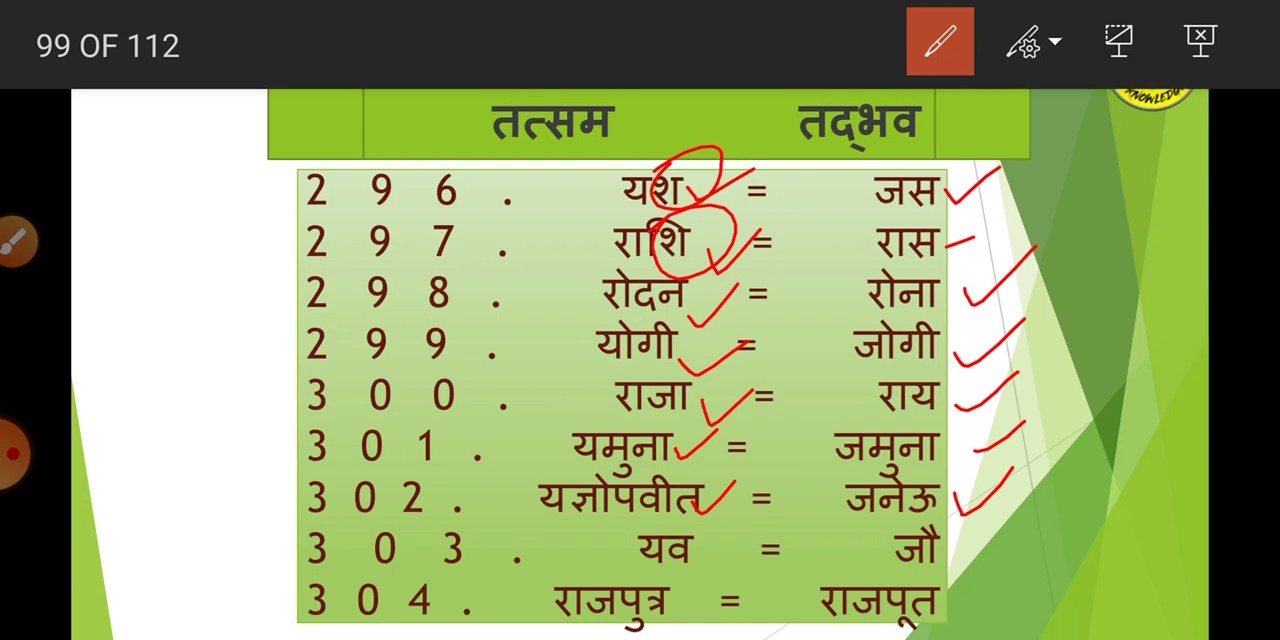 99 OF 112
KNOWLEDGE
तत्सम तद्भव
296. यश = जस
297. राशि = रास
298. रोदन = रोना
299. योगी = जोगी
300. राजा = राय
301. यमुना = जमुना
302. यज्ञोपवीत = जनेऊ
303. यव = जौ
304. राजपुत्र = राजपूत